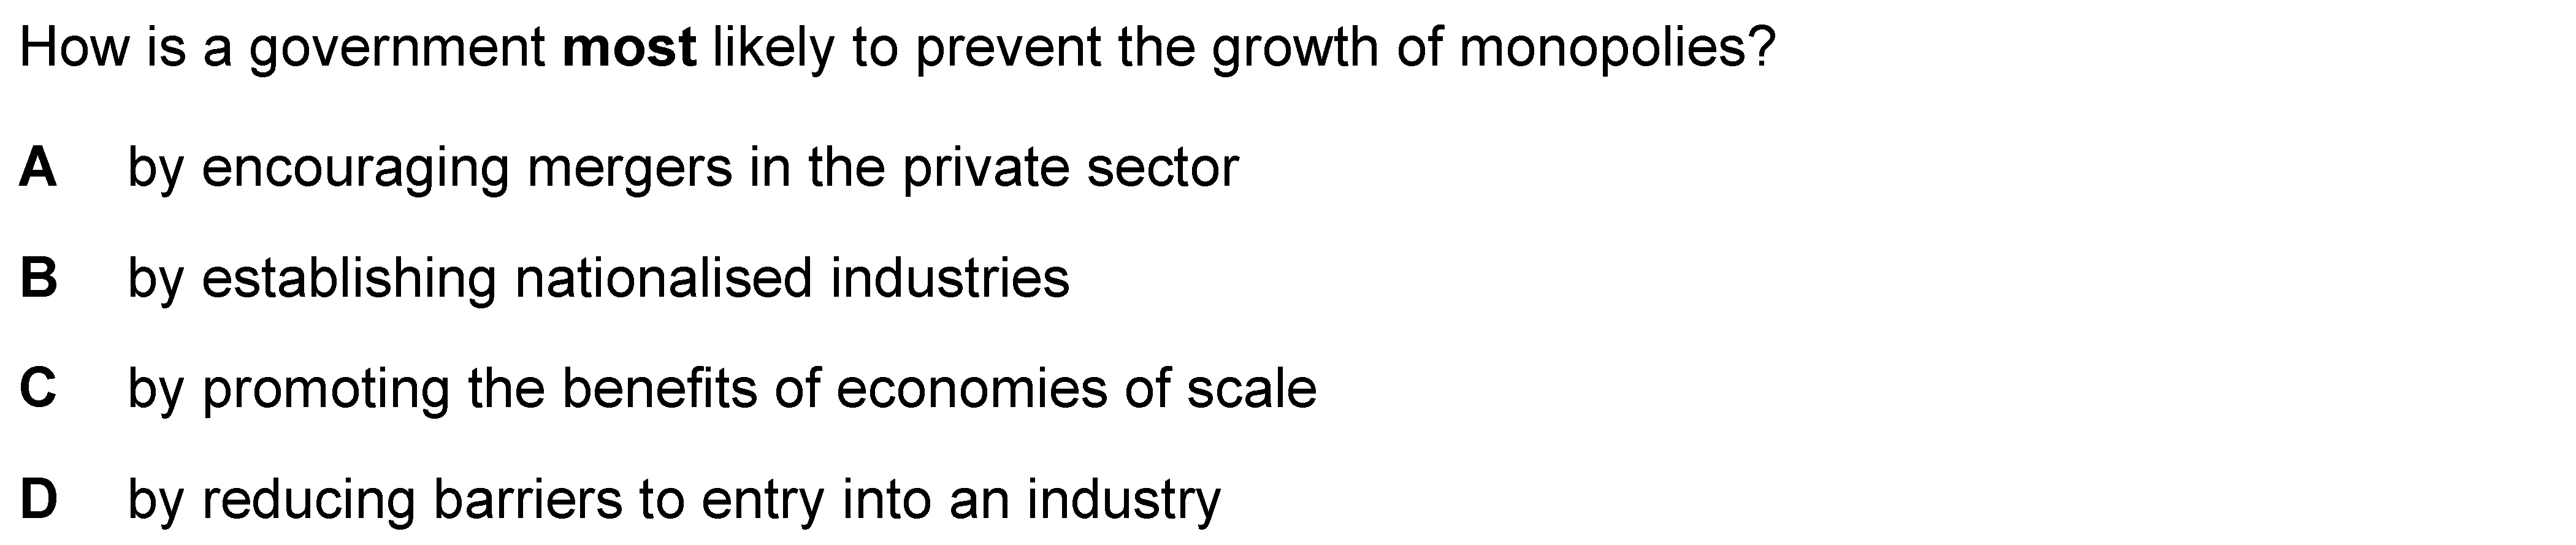 How is a government most likely to prevent the growth of monopolies?
A by encouraging mergers in the private sector
B by establishing nationalised industries
C by promoting the benefits of economies of scale
D by reducing barriers to entry into an industry